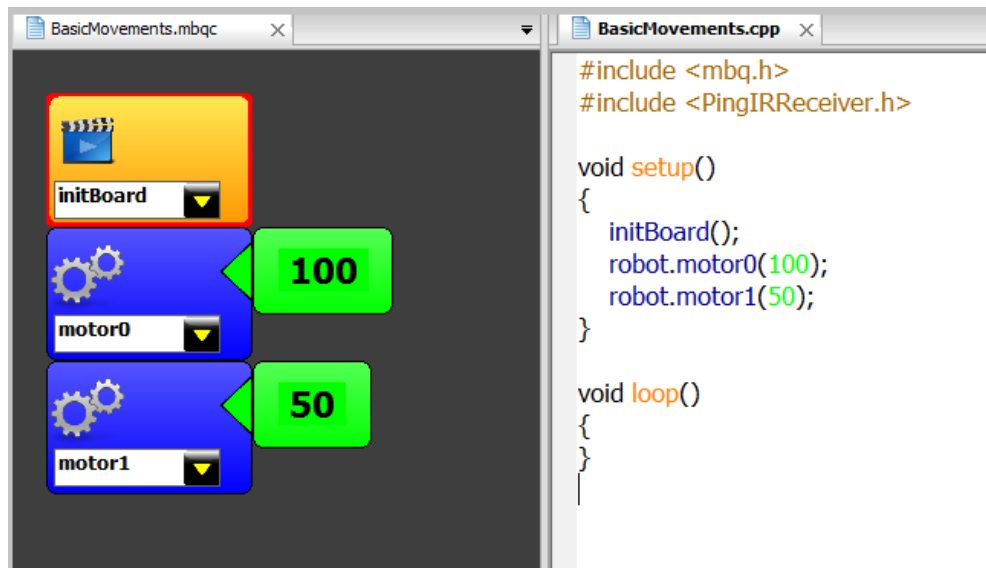 BasicMovements.mbqc
initBoard
100
motor0
50
motor1
BasicMovements.cpp
#include <mbq.h>
#include <PingIRReceiver.h>
void setup()
{
initBoard();
robot.motor0(100);
robot.motor1(50);
}
void loop()
{
}